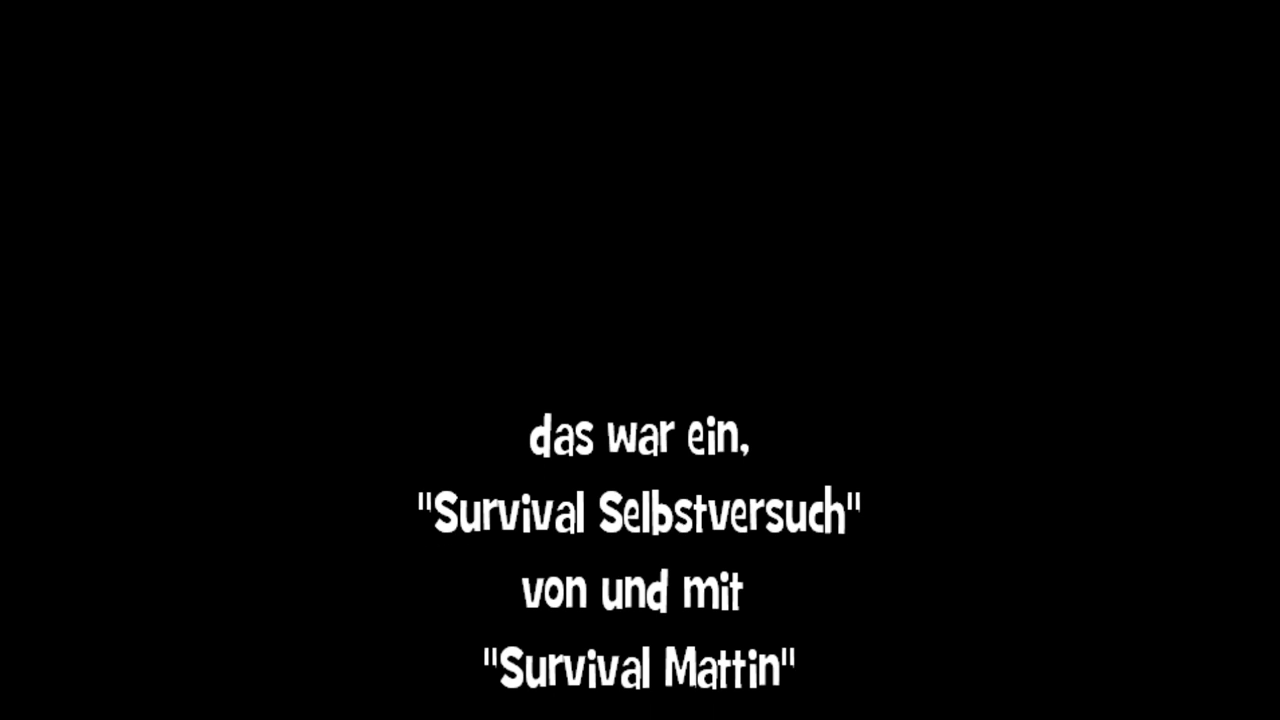 das war ein,
"Survival Selbstversuch"
von und mit
"Survival Mattin"